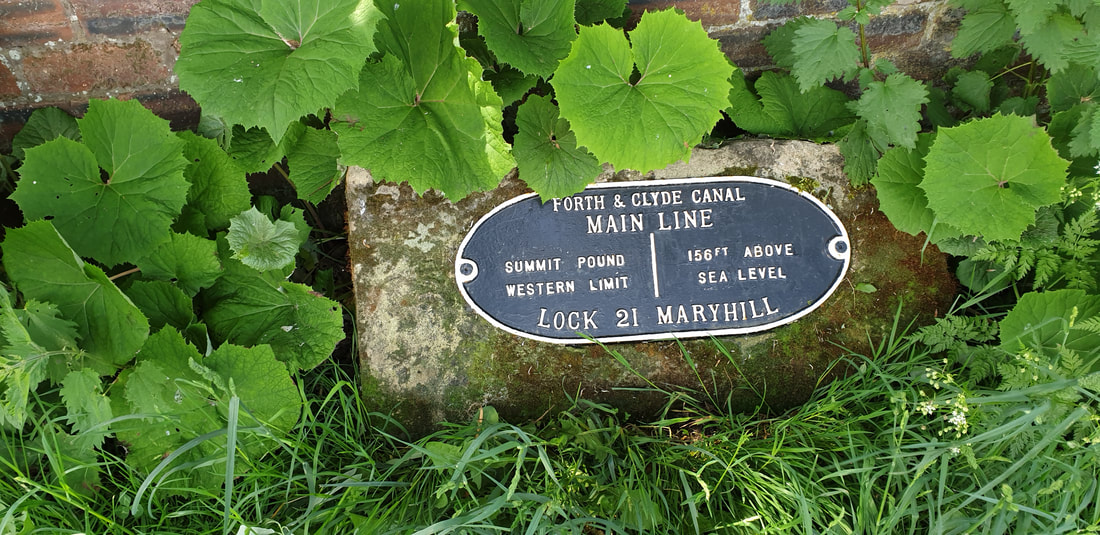 FORTH & CLYDE CANAL
MAIN LINE
SUMMIT POUND
WESTERN LIMIT
156FT ABOVE
SEA LEVEL
LOCK 21 MARYHILL